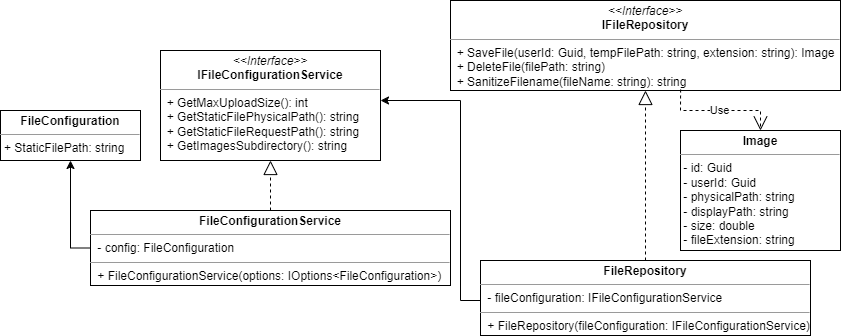 <<Interface>>
IFileRepository
+ SaveFile(userId: Guid, tempFilePath: string, extension: string): Image
+ DeleteFile(filePath: string)
+ SanitizeFilename(fileName: string): string
<<Interface>>
IFileConfigurationService
+ GetMaxUploadSize(): int
+ GetStaticFilePhysicalPath(): string
+ GetStaticFileRequestPath(): string
+ GetImagesSubdirectory(): string
FileConfiguration
+ StaticFilePath: string
Use
Image
- id: Guid
- userId: Guid
- physicalPath: string
- displayPath: string
- size: double
- fileExtension: string
FileConfigurationService
- config: FileConfiguration
+ FileConfigurationService(options: IOptions<FileConfiguration>)
FileRepository
- fileConfiguration: IFileConfigurationService
+ FileRepository(fileConfiguration: IFileConfigurationService)